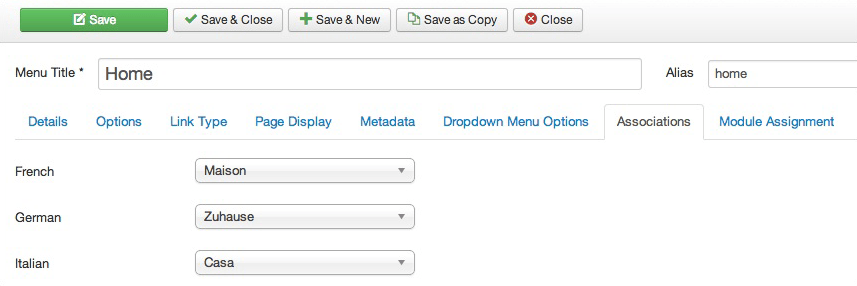 Save Save & Close Save & New Save as Copy Close
Menu Title * Home Alias home
Details Options Link Type Page Display Metadata Dropdown Menu Options Associations Module Assignment
French Maison
German Zuhause
Italian Casa